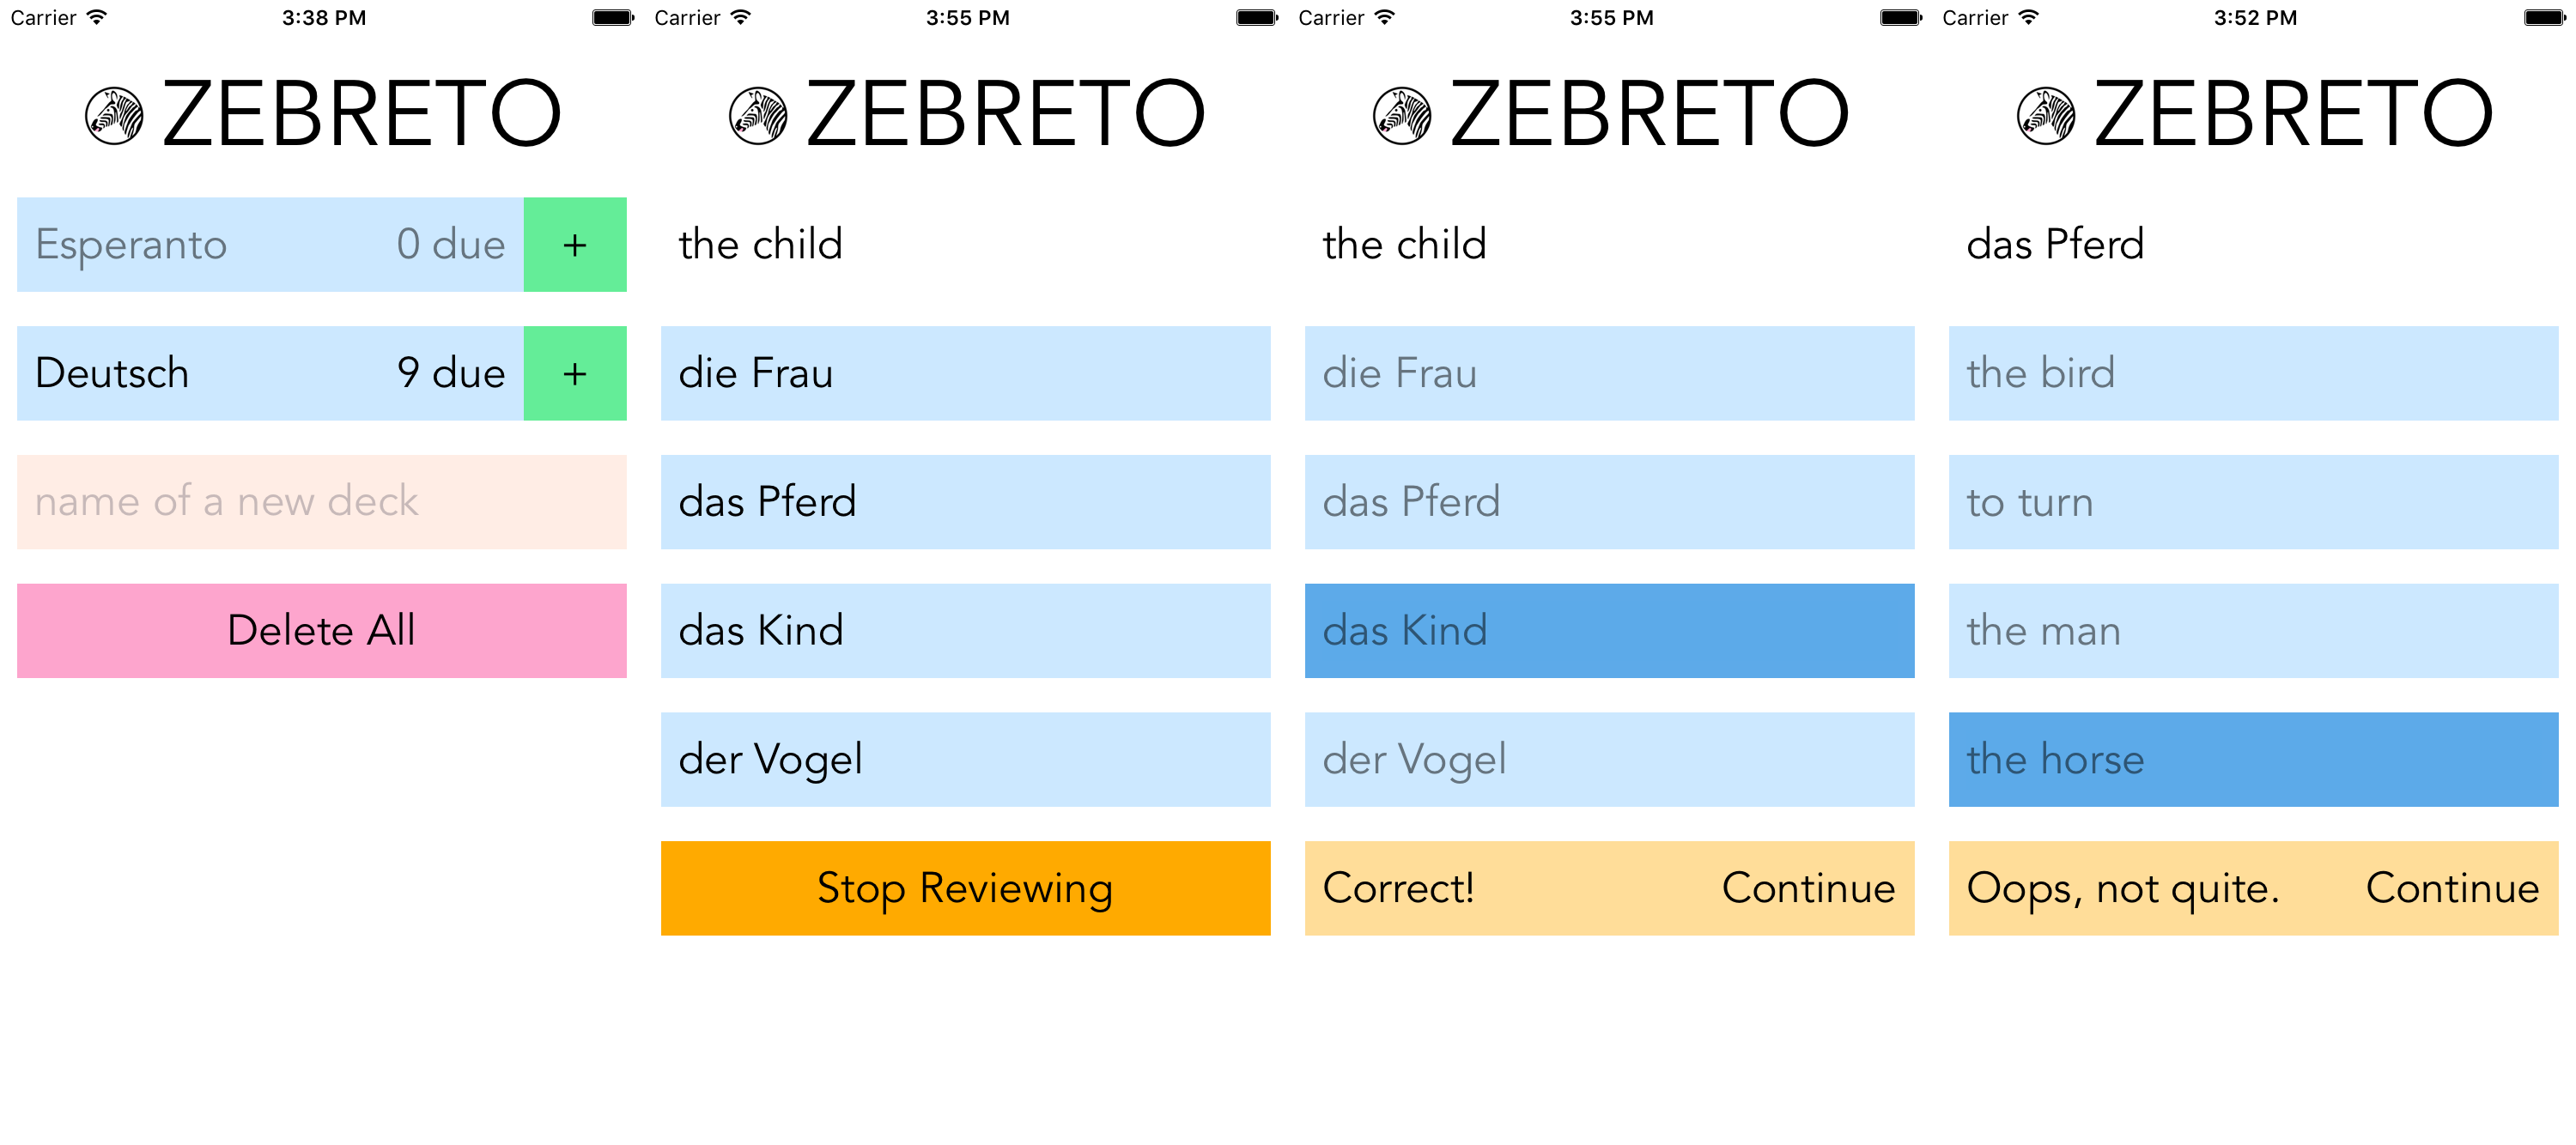 Carrier 3:38 PM
ZEBRETO
Esperanto 0 due +
Deutsch 9 due +
name of a new deck
Delete All
Carrier 3:55 PM
ZEBRETO
the child
die Frau
das Pferd
das Kind
der Vogel
Stop Reviewing
Carrier 3:55 PM
ZEBRETO
the child
die Frau
das Pferd
das Kind
der Vogel
Correct! Continue
Carrier 3:52 PM
ZEBRETO
das Pferd
the bird
to turn
the man
the horse
Oops, not quite. Continue